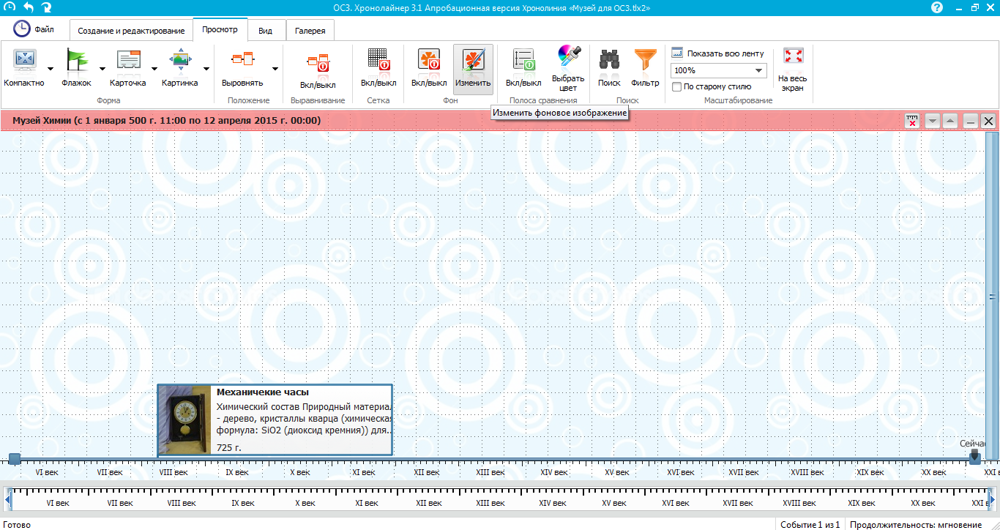 ОС3. Хронолайнер 3.1 Апробационная версия Хронолиния «Музей для ОС3.tlx2»
Файл
Создание и редактирование
Просмотр
Вид
Галерея
Компактно
Флажок
Карточка
Картинка
Выровнять
Вкл/выкл
Вкл/выкл
Вкл/выкл
Изменить
Вкл/выкл
Выбрать
цвет
Поиск
Фильтр
Показать всю ленту
100%
По старому стилю
На весь
экран
Форма
Положение
Выравнивание
Сетка
Фон
Полоса сравнения
Поиск
Масштабирование
Изменить фоновое изображение
Музей Химии (с 1 января 500 г. 11:00 по 12 апреля 2015 г. 00:00)
Механичекие часы
Химический состав Природный материал
- дерево, кристаллы кварца (химическая
формула: SiO2 (диоксид кремния)) для...
725 г.
Сейчас
VI век VII век VIII век IX век X век XI век XII век XIII век XIV век XV век XVI век XVII век XVIII век XIX век XX век XXI в
VI век VII век VIII век IX век X век XI век XII век XIII век XIV век XV век XVI век XVII век XVIII век XIX век XX век XXI в
Готово
Событие 1 из 1
Продолжительность: мгновение